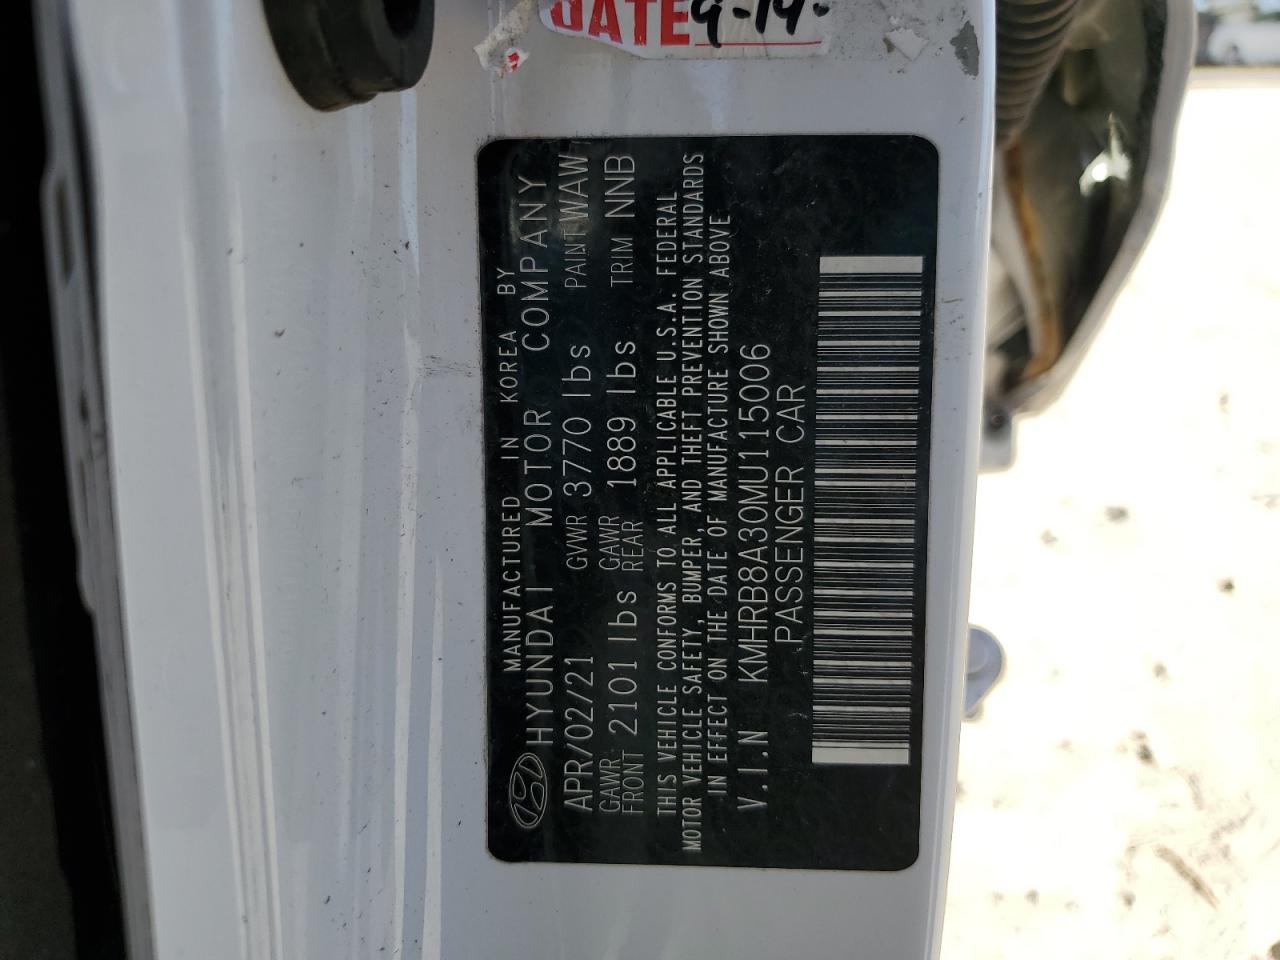 DATE 9-14-
MANUFACTURED IN KOREA BY
HYUNDAI MOTOR COMPANY
APR/02/21 GVWR 3770 lbs PAINT WAW
GAWR FRONT 2101 lbs GAWR REAR 1889 lbs TRIM NNB
THIS VEHICLE CONFORMS TO ALL APPLICABLE U.S.A. FEDERAL
MOTOR VEHICLE SAFETY, BUMPER, AND THEFT PREVENTION STANDARDS
IN EFFECT ON THE DATE OF MANUFACTURE SHOWN ABOVE
V.I.N KMHRB8A30MU115006
PASSENGER CAR